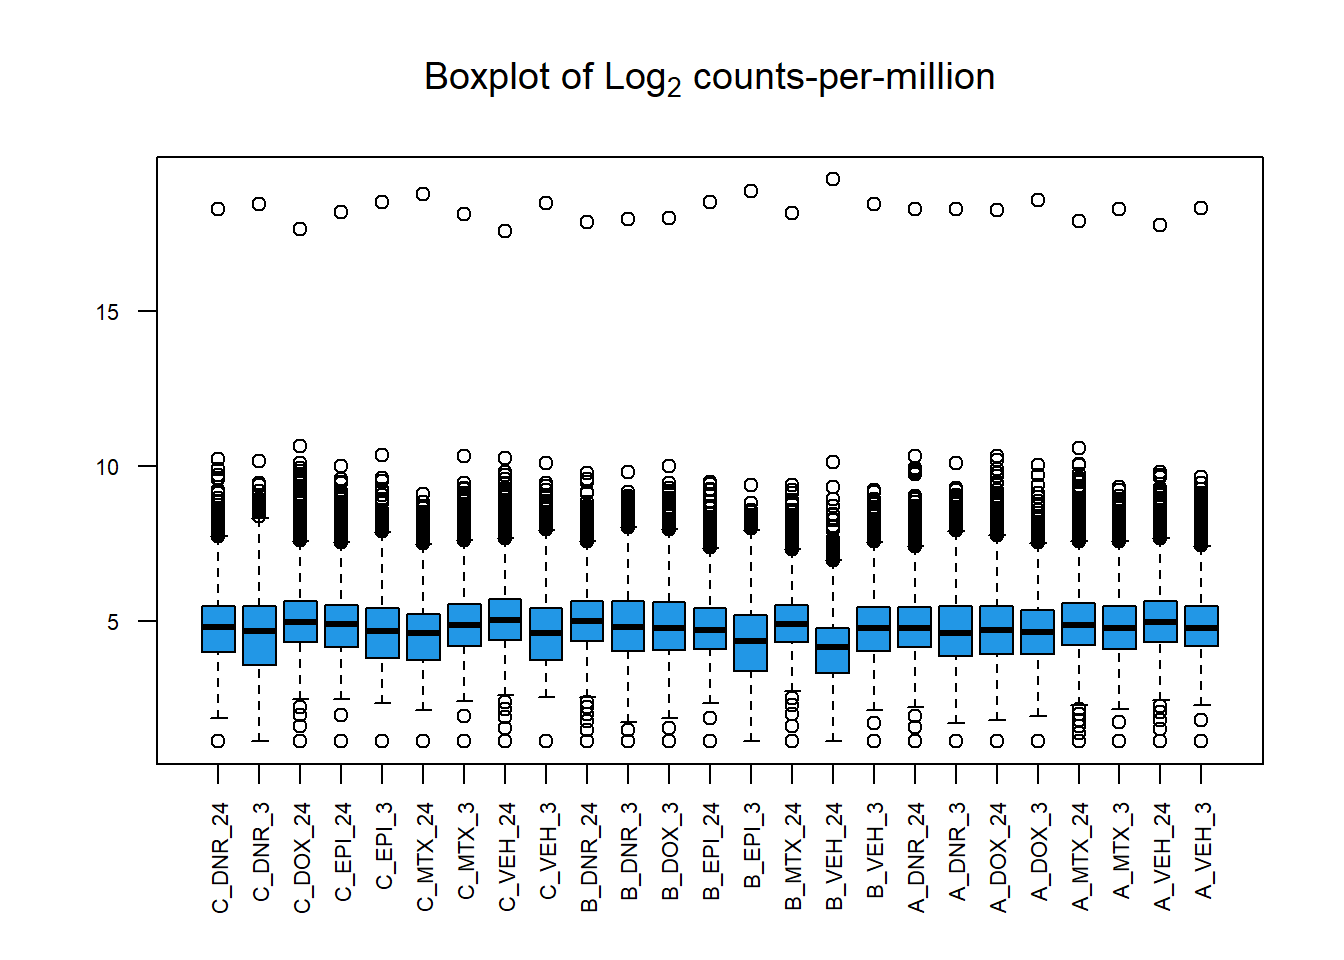 Boxplot of Log₂ counts-per-million
15
10
5
C_DNR_24
C_DNR_3
C_DOX_24
C_EPI_24
C_EPI_3
C_MTX_24
C_MTX_3
C_VEH_24
C_VEH_3
B_DNR_24
B_DNR_3
B_DOX_3
B_EPI_24
B_EPI_3
B_MTX_24
B_VEH_24
B_VEH_3
A_DNR_24
A_DNR_3
A_DOX_24
A_DOX_3
A_MTX_24
A_MTX_3
A_VEH_24
A_VEH_3